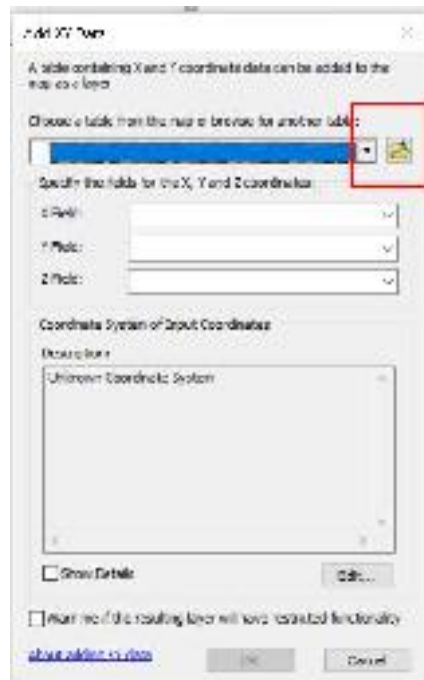 Add XY Data
A table containing X and Y coordinate data can be added to the
map as a layer
Choose a table from the map or browse for another table:
Specify the fields for the X, Y and Z coordinates:
X Field:
Y Field:
Z Field:
Coordinate System of Input Coordinates
Description:
Unknown Coordinate System
Show Details
Edit...
Warn me if the resulting layer will have restricted functionality
About adding XY data
OK
Cancel